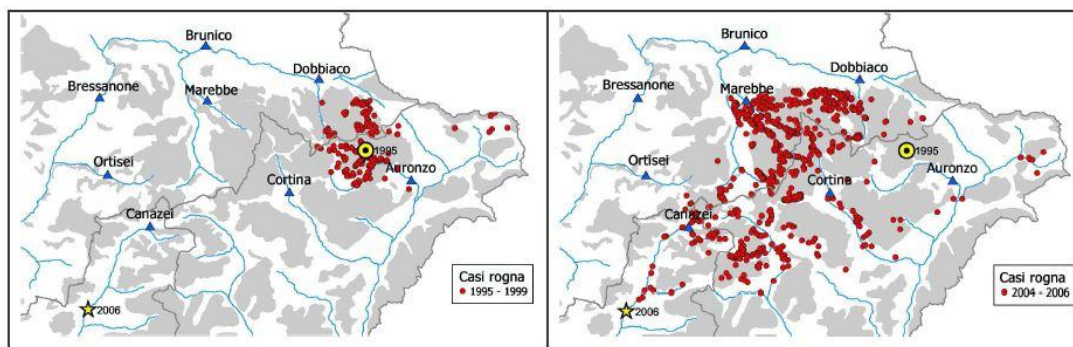 Brunico
Dobbiaco
Bressanone
Marebbe
1995
Ortisei
Cortina
Auronzo
Canazei
Casi rogna
1995 - 1999
2006
Brunico
Dobbiaco
Bressanone
Marebbe
1995
Ortisei
Cortina
Auronzo
Canazei
Casi rogna
2004 - 2006
2006